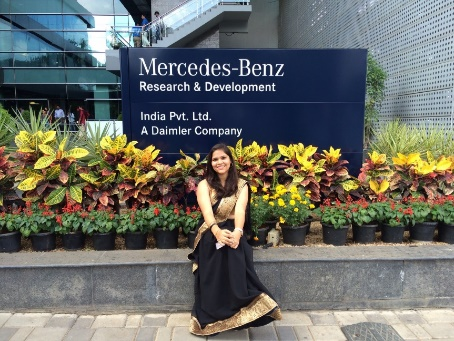 Mercedes-Benz
Research & Development
India Pvt. Ltd.
A Daimler Company